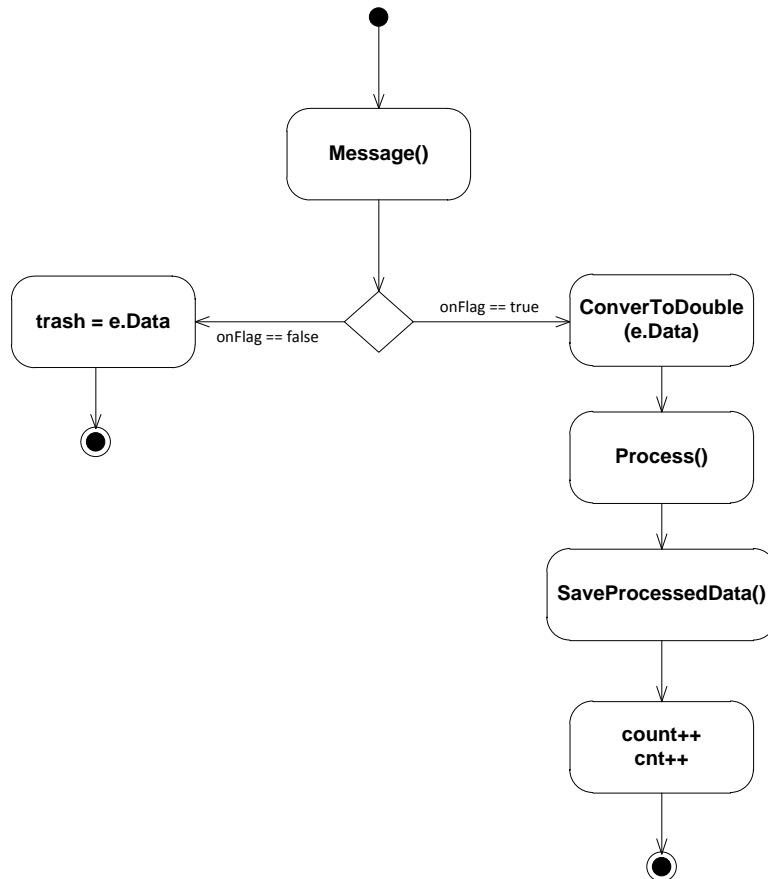 Message()
trash = e.Data
onFlag == false
onFlag == true
ConverToDouble
(e.Data)
Process()
SaveProcessedData()
count++
cnt++